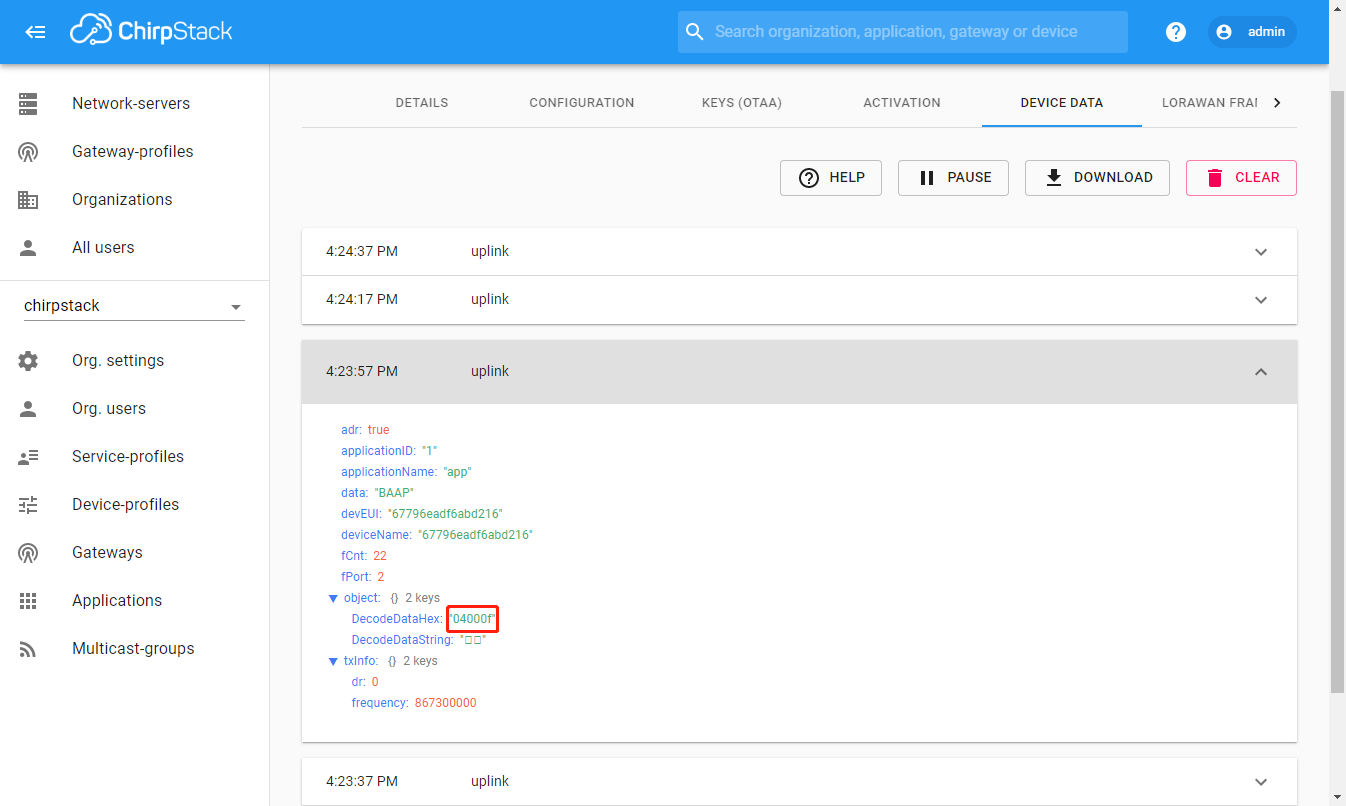 ChirpStack
Search organization, application, gateway or device
? admin
Network-servers
Gateway-profiles
Organizations
All users
chirpstack
Org. settings
Org. users
Service-profiles
Device-profiles
Gateways
Applications
Multicast-groups
DETAILS CONFIGURATION KEYS (OTAA) ACTIVATION DEVICE DATA LORAWAN FRAI
? HELP PAUSE DOWNLOAD CLEAR
4:24:37 PM uplink
4:24:17 PM uplink
4:23:57 PM uplink
adr: true
applicationID: "1"
applicationName: "app"
data: "BAAP"
devEUI: "67796eadf6abd216"
deviceName: "67796eadf6abd216"
fCnt: 22
fPort: 2
object: {} 2 keys
DecodeDataHex: "04000f"
DecodeDataString: "□□"
txInfo: {} 2 keys
dr: 0
frequency: 867300000
4:23:37 PM uplink